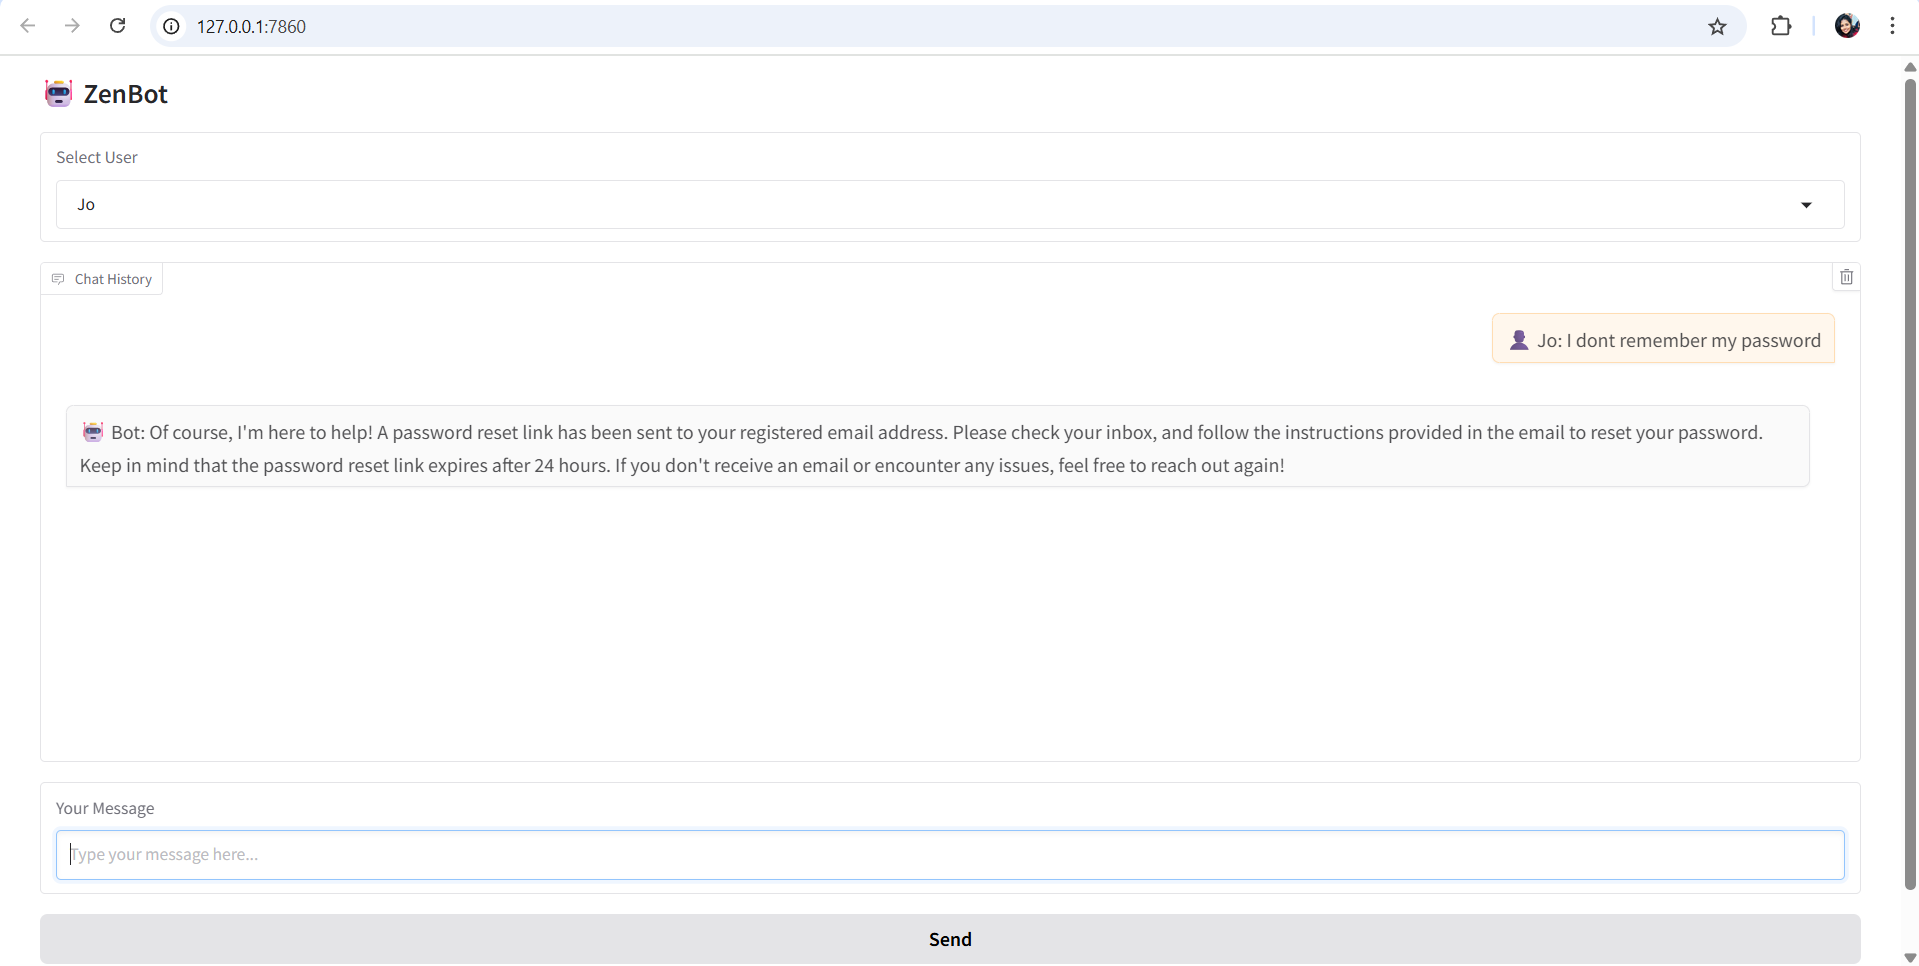 127.0.0.1:7860
ZenBot
Select User
Jo
Chat History
Jo: I dont remember my password
Bot: Of course, I'm here to help! A password reset link has been sent to your registered email address. Please check your inbox, and follow the instructions provided in the email to reset your password.
Keep in mind that the password reset link expires after 24 hours. If you don't receive an email or encounter any issues, feel free to reach out again!
Your Message
Type your message here...
Send